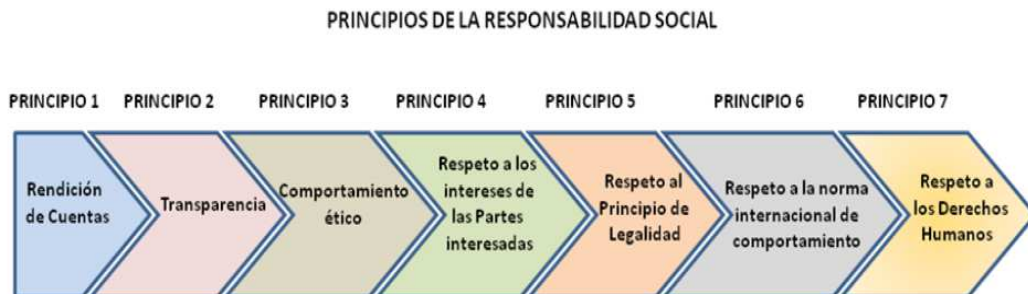 PRINCIPIOS DE LA RESPONSABILIDAD SOCIAL
PRINCIPIO 1
PRINCIPIO 2
PRINCIPIO 3
PRINCIPIO 4
PRINCIPIO 5
PRINCIPIO 6
PRINCIPIO 7
Rendición
de Cuentas
Transparencia
Comportamiento
ético
Respeto a los
intereses de
las Partes
interesadas
Respeto al
Principio de
Legalidad
Respeto a la norma
internacional de
comportamiento
Respeto a
los Derechos
Humanos